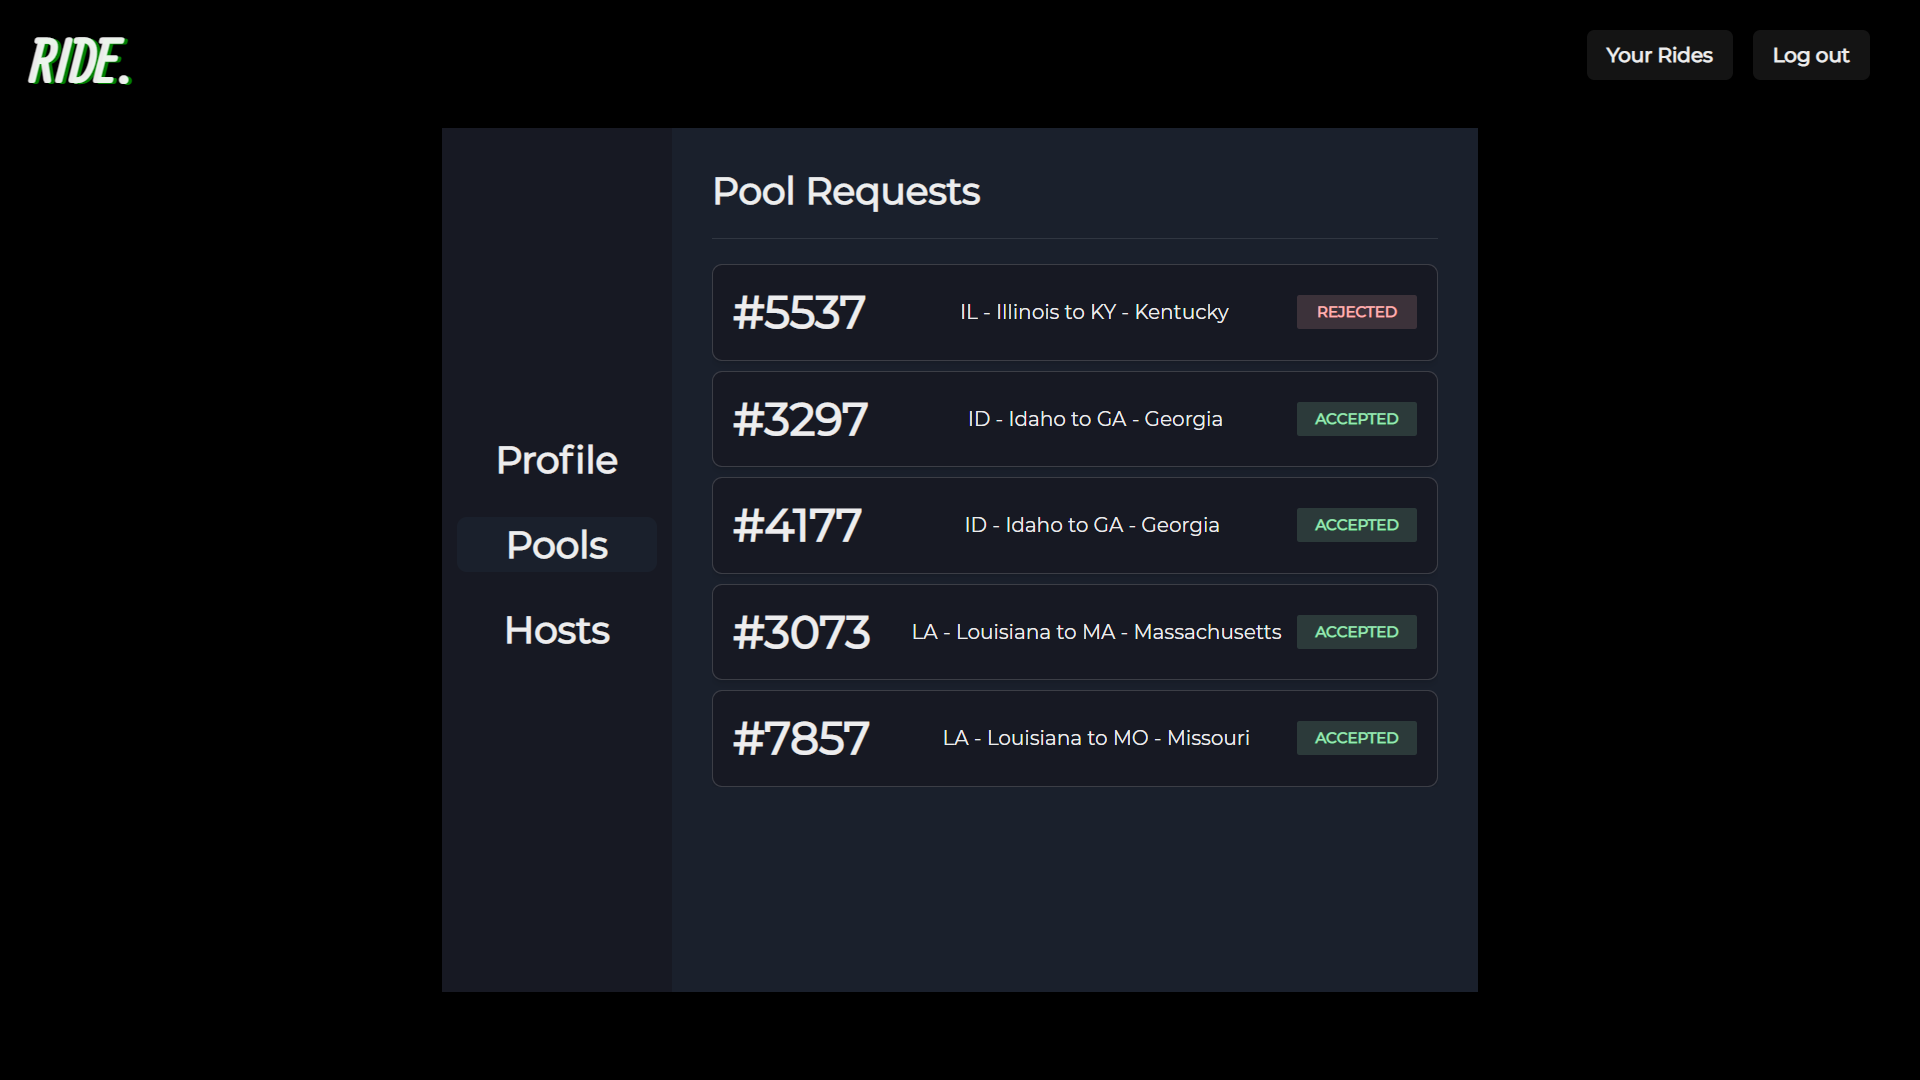 RIDE.
Your Rides
Log out
Pool Requests
#5537
IL - Illinois to KY - Kentucky
REJECTED
#3297
ID - Idaho to GA - Georgia
ACCEPTED
#4177
ID - Idaho to GA - Georgia
ACCEPTED
#3073
LA - Louisiana to MA - Massachusetts
ACCEPTED
#7857
LA - Louisiana to MO - Missouri
ACCEPTED
Profile
Pools
Hosts